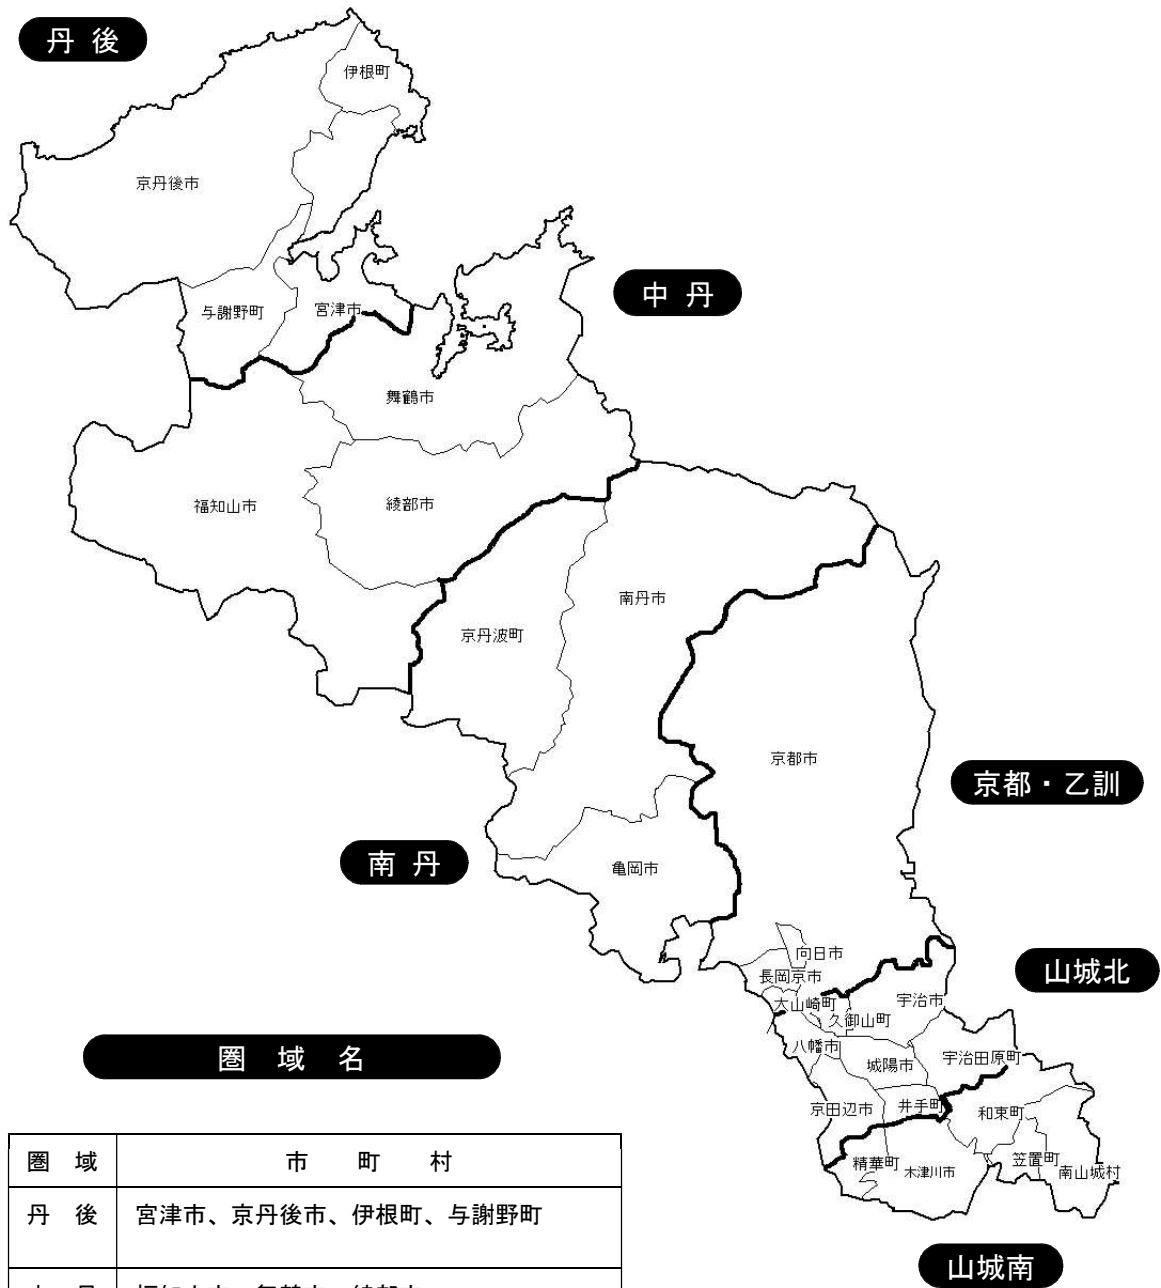 丹 後
伊根町
京丹後市
中 丹
与謝野町
宮津市
舞鶴市
福知山市
綾部市
南丹市
京丹波町
京都市
京都・乙訓
南 丹
亀岡市
向日市
山城北
長岡京市
大山崎町
宇治市
久御山町
八幡市
宇治田原町
城陽市
圏 域 名
京田辺市
井手町
和束町
精華町
木津川市
笠置町
南山城村
山城南
圏 域 市 町 村
丹 後 宮津市、京丹後市、伊根町、与謝野町